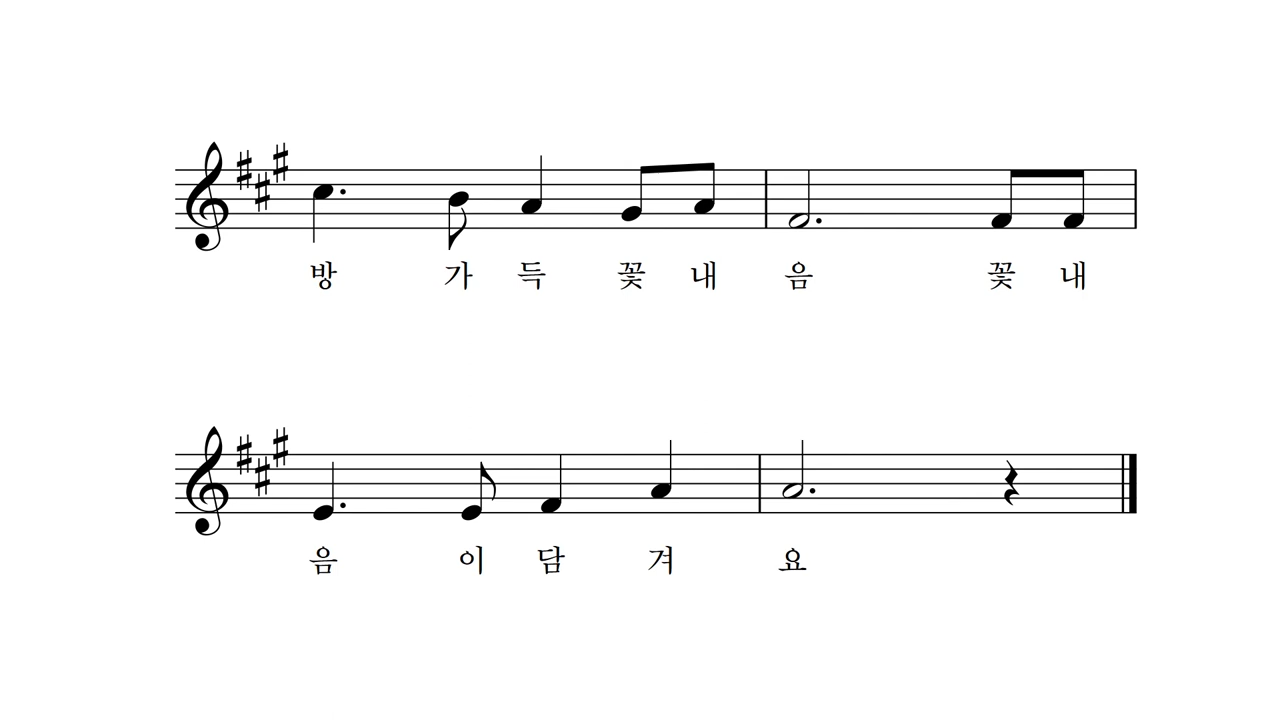 방 가 득 꽃 내 음 꽃 내
음 이 담 겨 요